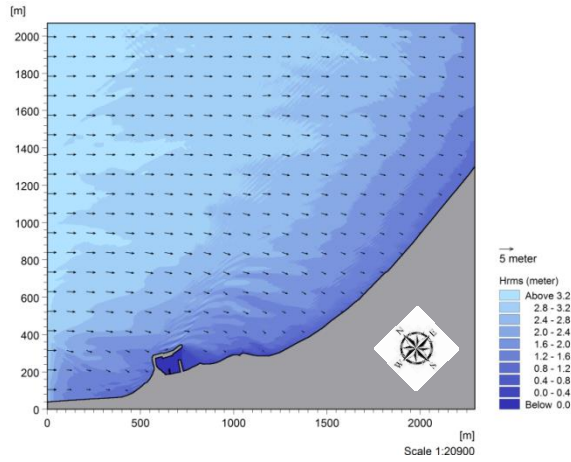 [m]
2000
1800
1600
1400
1200
1000
800
600
400
200
0
0 500 1000 1500 2000
[m]
Scale 1:20900
5 meter
Hrms (meter)
Above 3.2
2.8 - 3.2
2.4 - 2.8
2.0 - 2.4
1.6 - 2.0
1.2 - 1.6
0.8 - 1.2
0.4 - 0.8
0.0 - 0.4
Below 0.0
N E
W S